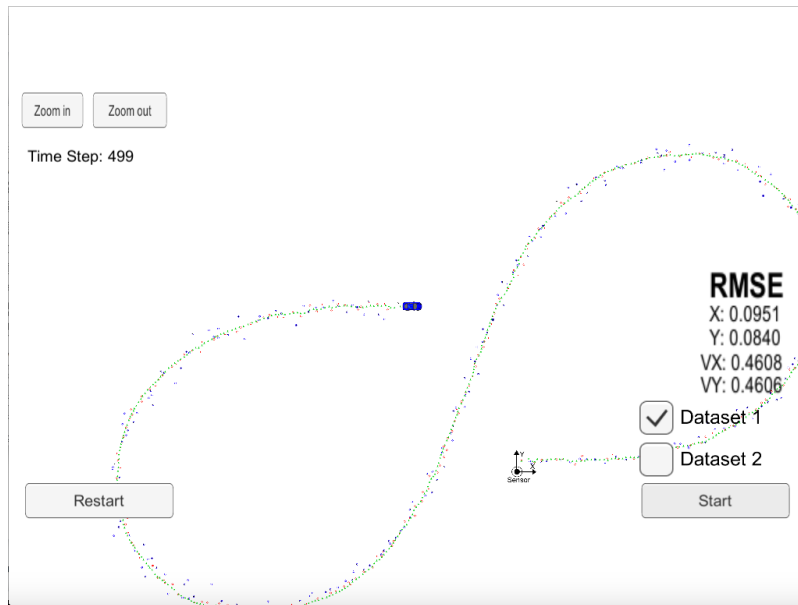 Zoom in
Zoom out
Time Step: 499
RMSE
X: 0.0951
Y: 0.0840
VX: 0.4608
VY: 0.4606
Dataset 1
Y
X
Sensor
Dataset 2
Restart
Start